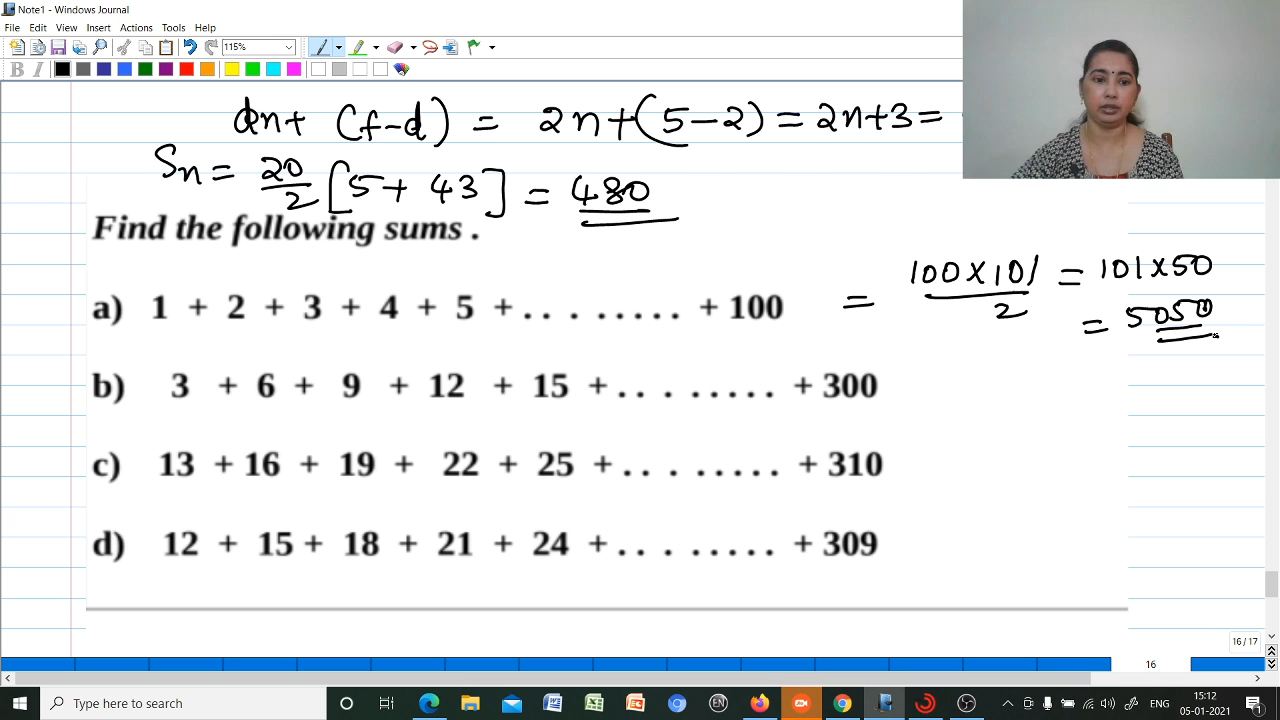 Note1 - Windows Journal
File Edit View Insert Actions Tools Help
115%
B I
dn + (f-d) = 2n+(5-2) = 2n+3 =
Sn = 20/2 [5 + 43] = 480
Find the following sums .
a) 1 + 2 + 3 + 4 + 5 + . . . . . . . . . + 100 = 100 × 101 / 2 = 101 × 50
= 5050
b) 3 + 6 + 9 + 12 + 15 + . . . . . . . . . + 300
c) 13 + 16 + 19 + 22 + 25 + . . . . . . . . . + 310
d) 12 + 15 + 18 + 21 + 24 + . . . . . . . . . + 309
16 / 17
16
Type here to search
EN
ENG
15:12
05-01-2021